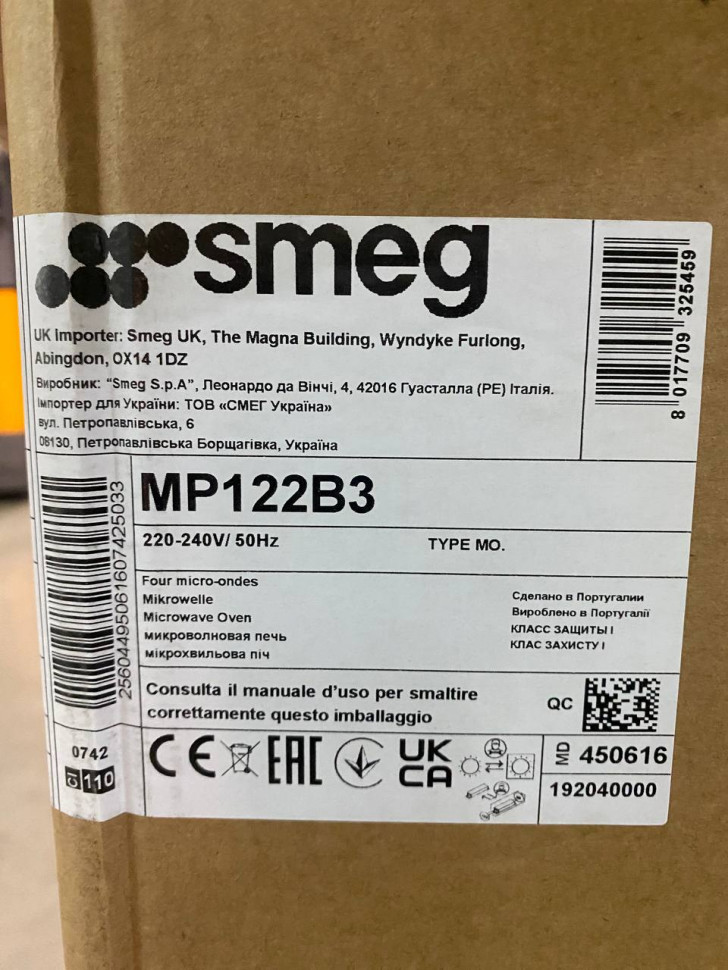 smeg
UK Importer: Smeg UK, The Magna Building, Wyndyke Furlong,
Abingdon, OX14 1DZ
Виробник: "Smeg S.p.A", Леонардо да Вінчі, 4, 42016 Гуасталла (РЕ) Італія.
Імпортер для України: ТОВ «СМЕГ Україна»
вул. Петропавлівська, 6
08130, Петропавлівська Борщагівка, Україна
8 017709 325459
MP122B3
220-240V/ 50Hz
TYPE MO.
2560449506160742503​3
Four micro-ondes
Mikrowelle
Microwave Oven
микроволновая печь
мікрохвильова піч
Сделано в Португалии
Вироблено в Португалії
КЛАСС ЗАЩИТЫ I
КЛАС ЗАХИСТУ I
Consulta il manuale d'uso per smaltire
correttamente questo imballaggio
QC
0742
110
CE
EAC
UK
CA
MD 450616
192040000